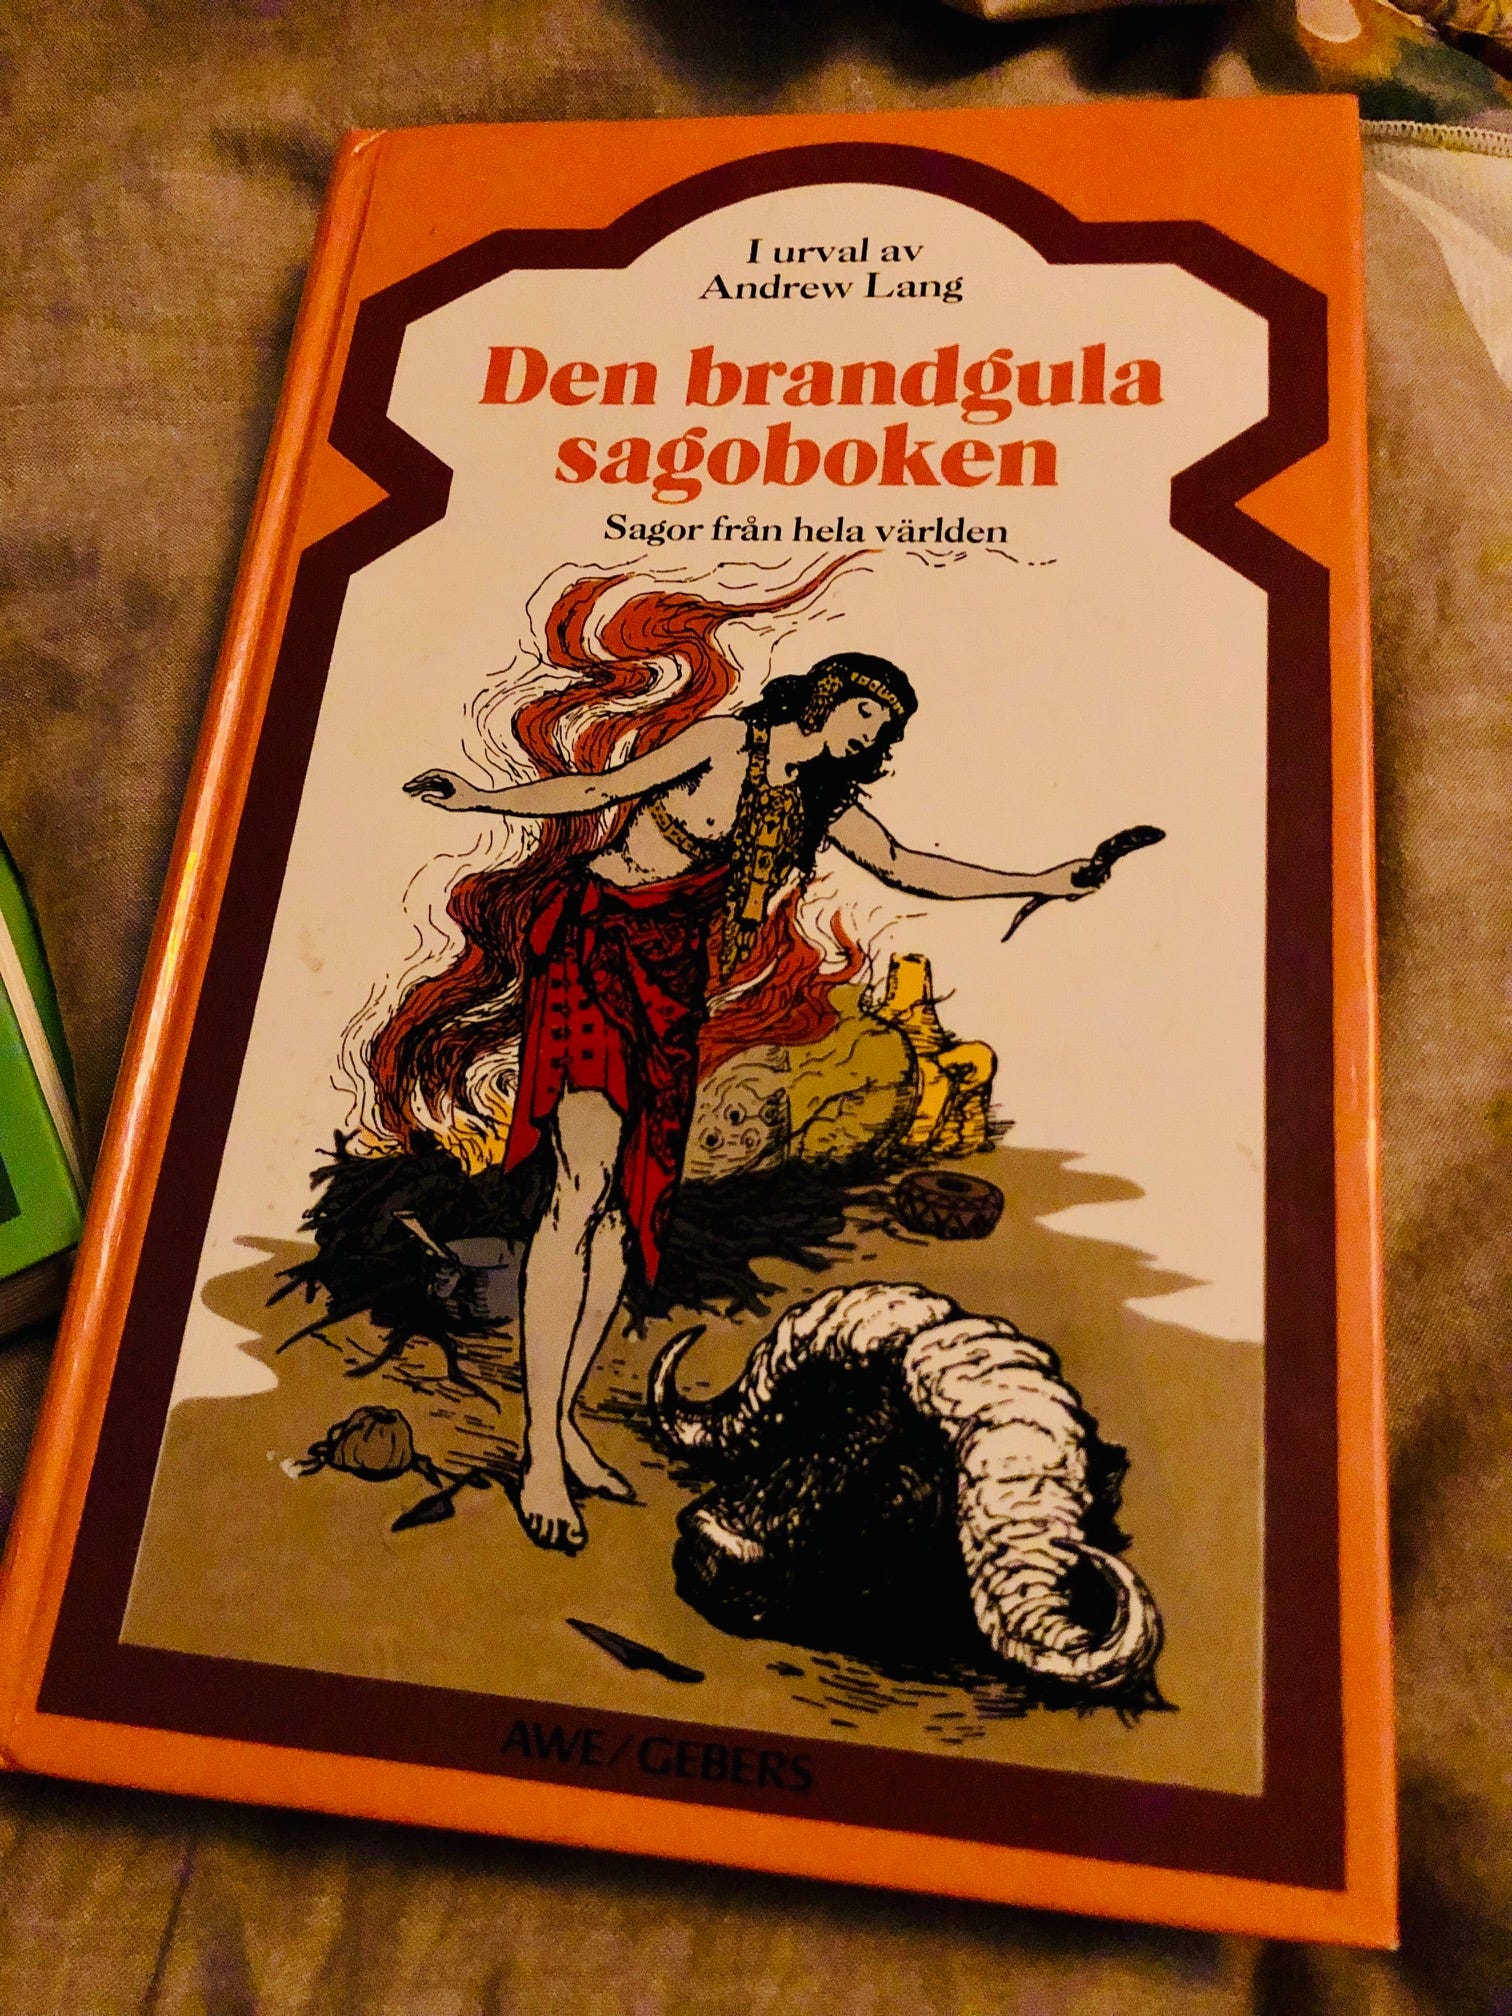 I urval av
Andrew Lang
Den brandgula
sagoboken
Sagor från hela världen
AWE/GEBERS